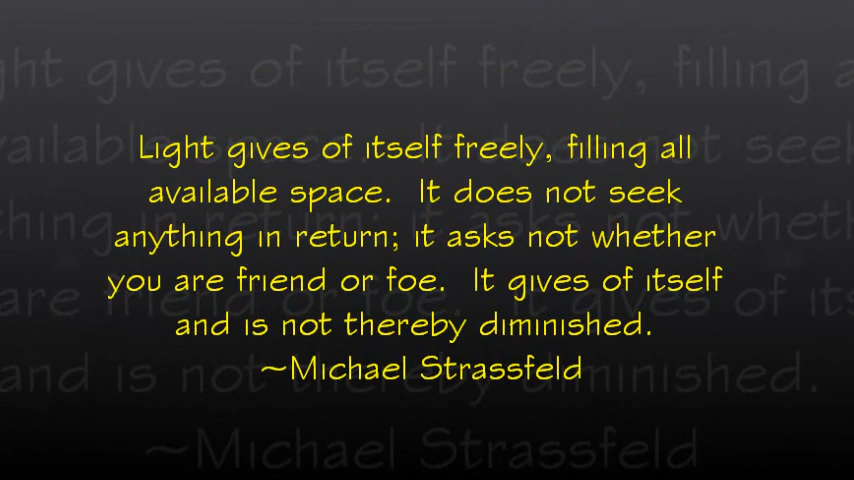 Light gives of itself freely, filling all
available space.  It does not seek
anything in return; it asks not whether
you are friend or foe.  It gives of itself
and is not thereby diminished.
~Michael Strassfeld